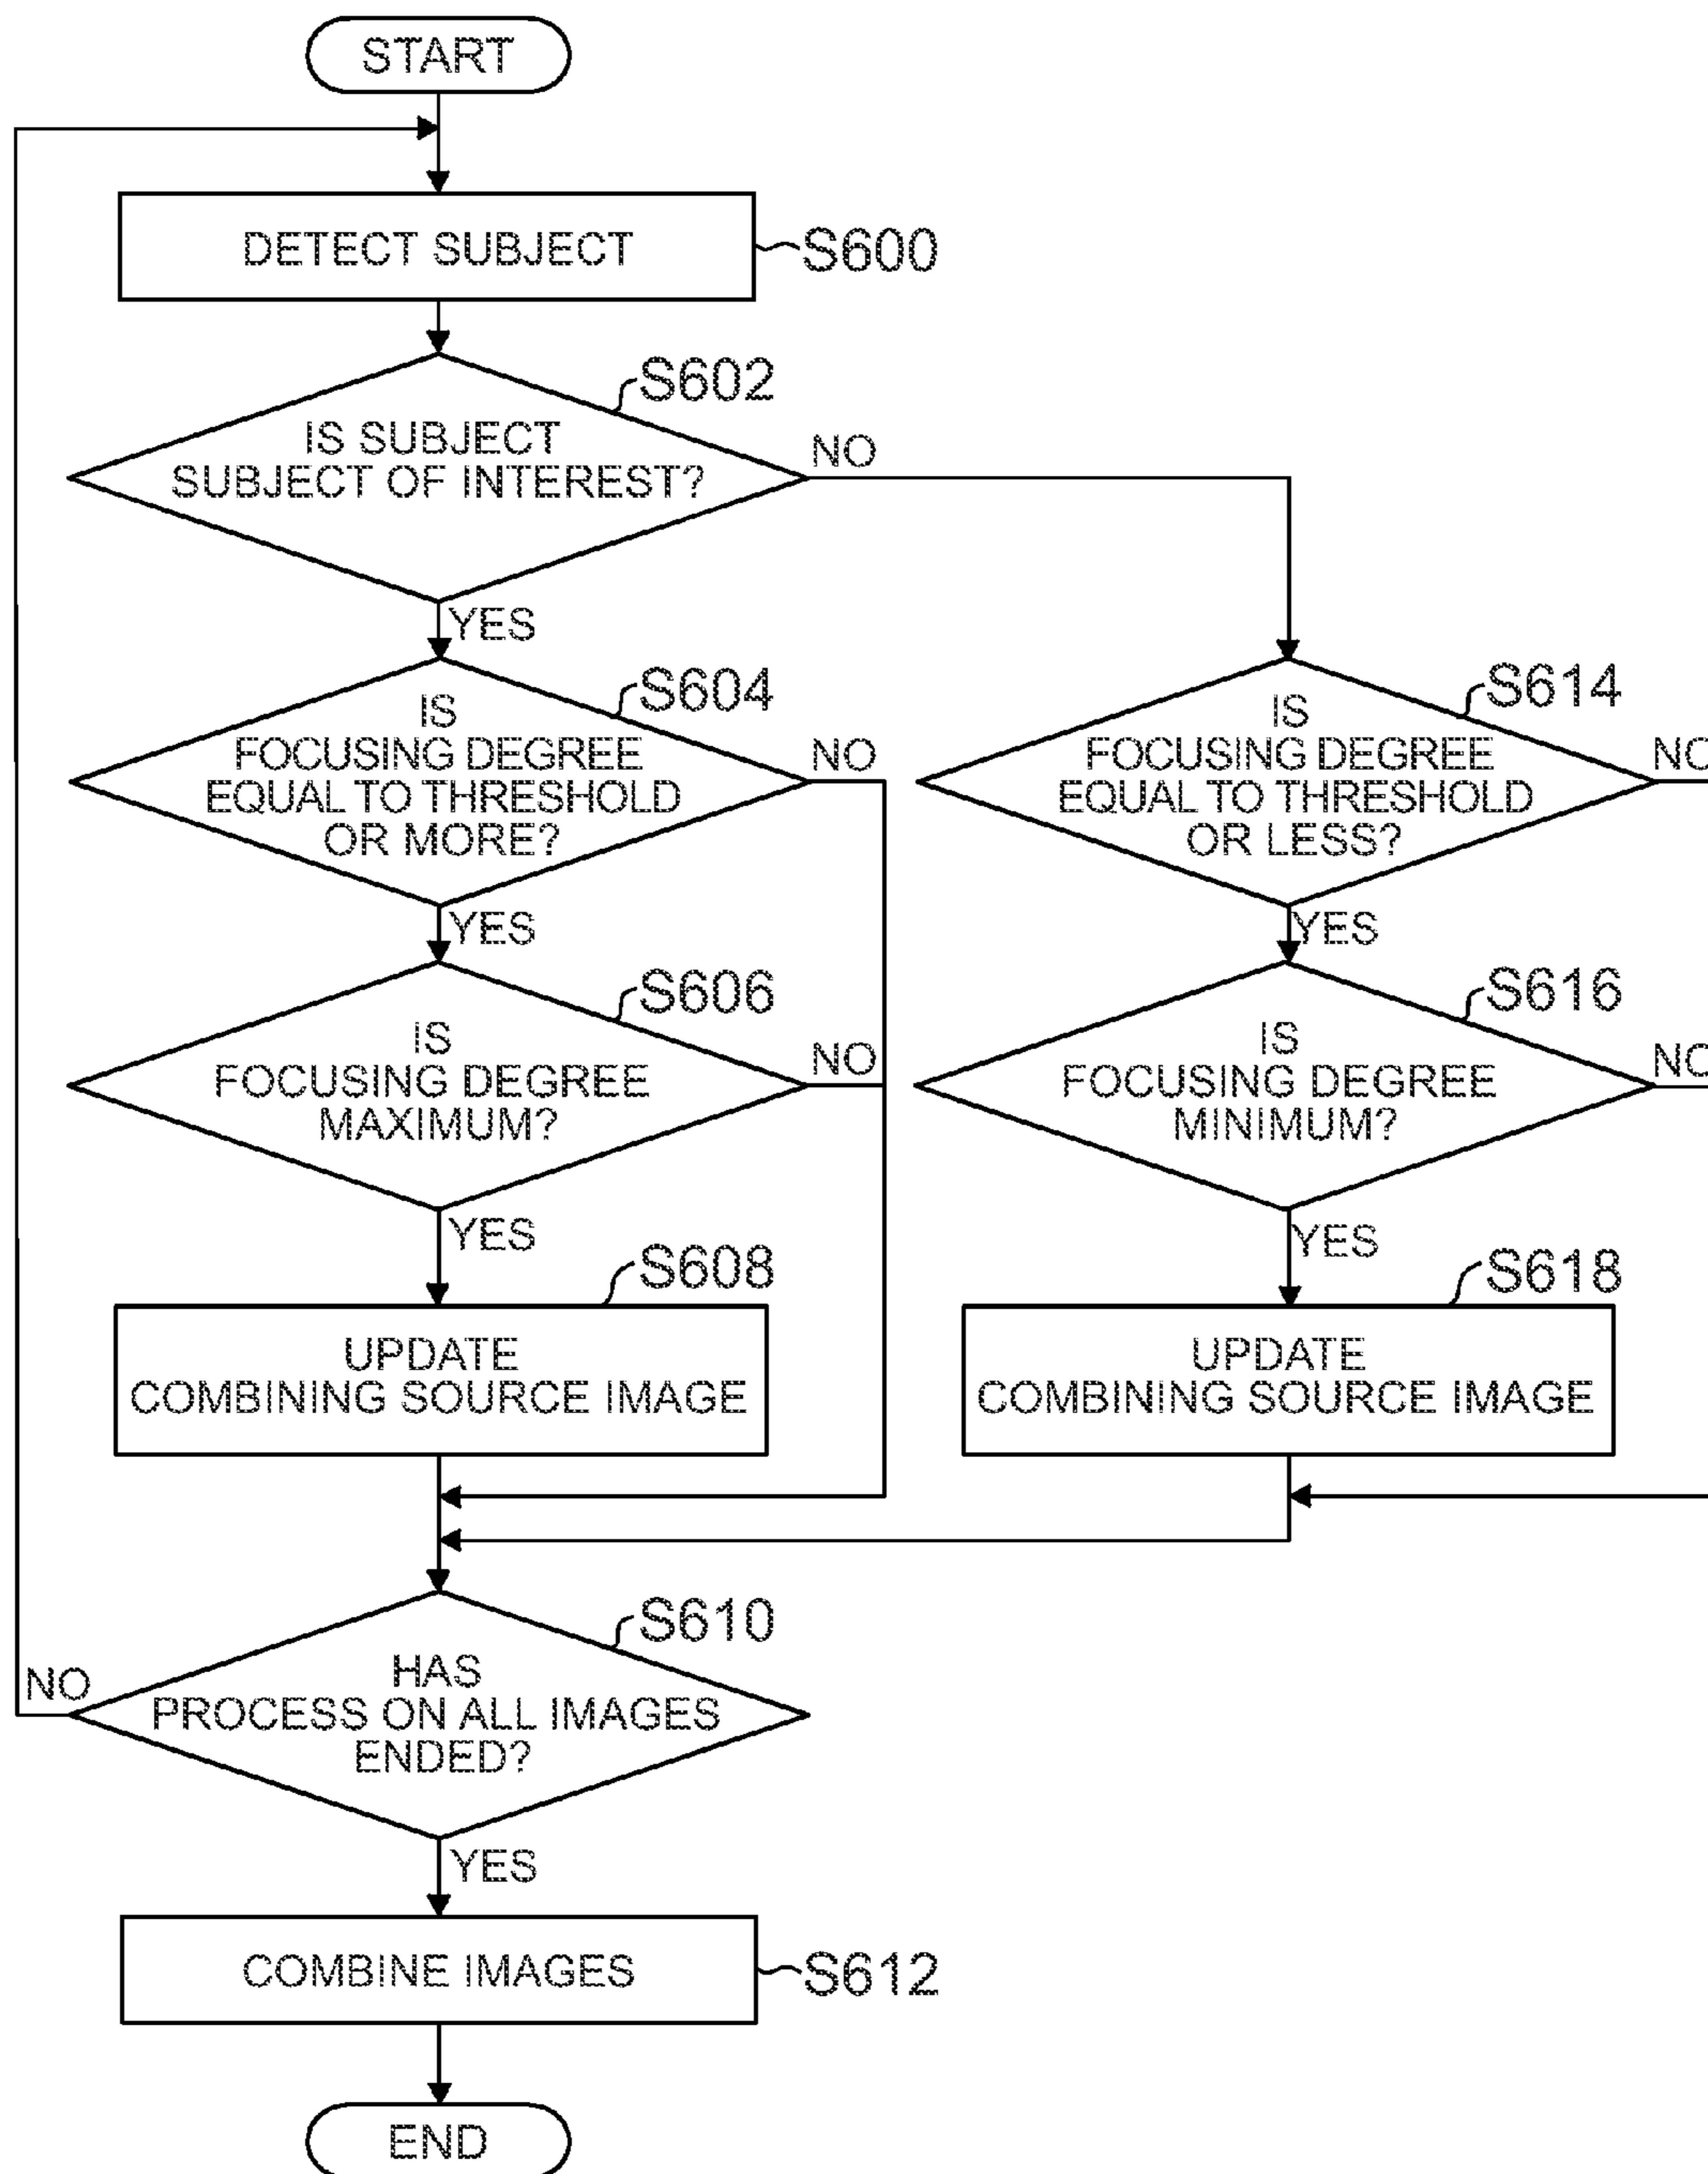 START
DETECT SUBJECT
S600
S602
IS SUBJECT
SUBJECT OF INTEREST?
NO
YES
S604
IS
FOCUSING DEGREE
EQUAL TO THRESHOLD
OR MORE?
NO
YES
S614
IS
FOCUSING DEGREE
EQUAL TO THRESHOLD
OR LESS?
NO
YES
S606
IS
FOCUSING DEGREE
MAXIMUM?
NO
YES
S616
IS
FOCUSING DEGREE
MINIMUM?
NO
YES
S608
UPDATE
COMBINING SOURCE IMAGE
S618
UPDATE
COMBINING SOURCE IMAGE
S610
HAS
PROCESS ON ALL IMAGES
ENDED?
NO
YES
COMBINE IMAGES
S612
END